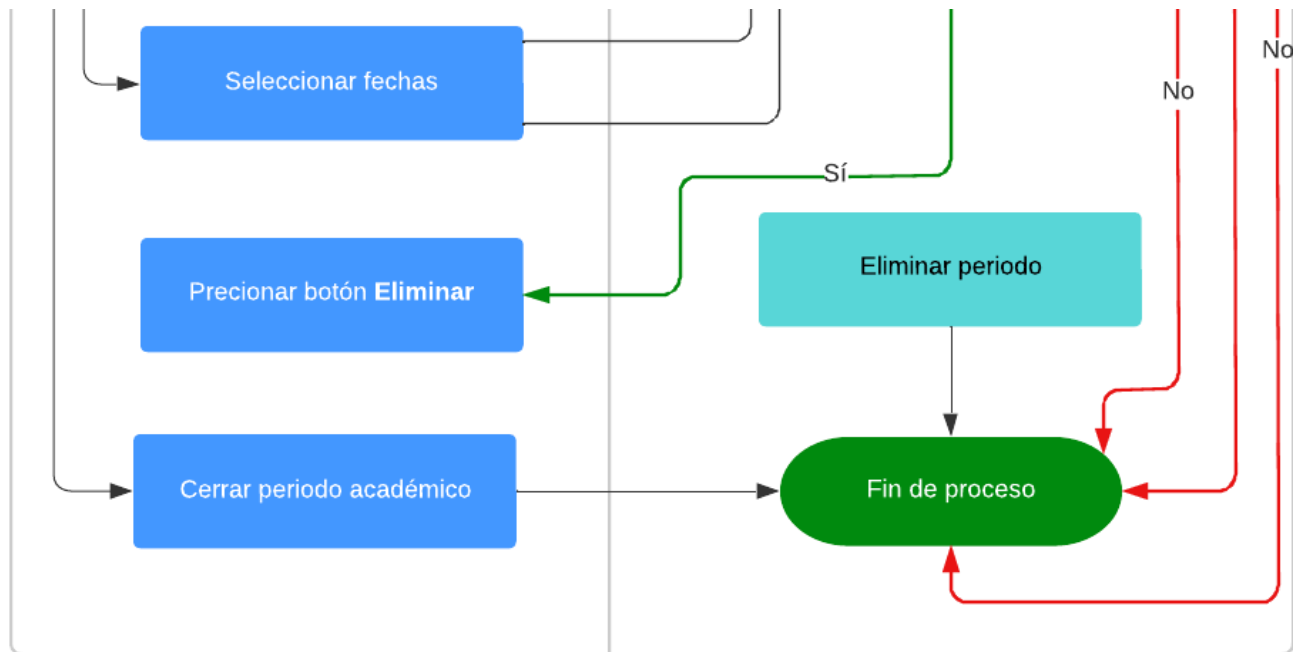 No
Seleccionar fechas
No
Sí
Eliminar periodo
Precionar botón Eliminar
Cerrar periodo académico
Fin de proceso